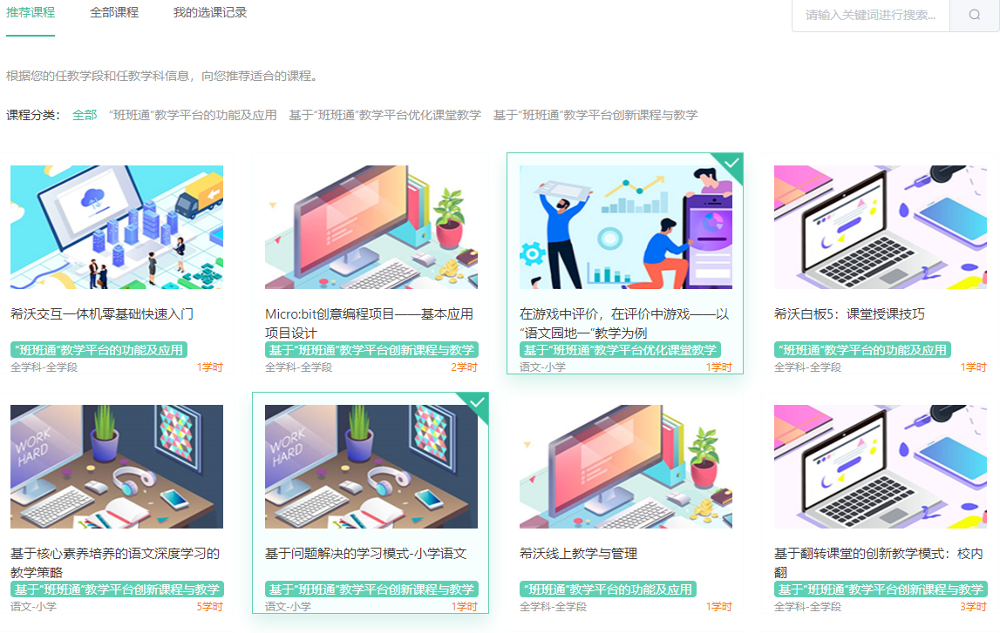 推荐课程 全部课程 我的选课记录 请输入关键词进行搜索...
根据您的任教学段和任教学科信息，向您推荐适合的课程。
课程分类： 全部 “班班通”教学平台的功能及应用 基于“班班通”教学平台优化课堂教学 基于“班班通”教学平台创新课程与教学
希沃交互一体机零基础快速入门
“班班通”教学平台的功能及应用
全学科-全学段 1学时
Micro:bit创意编程项目——基本应用
项目设计
基于“班班通”教学平台创新课程与教学
全学科-全学段 2学时
在游戏中评价，在评价中游戏——以
“语文园地一”教学为例
基于“班班通”教学平台优化课堂教学
语文-小学 1学时
希沃白板5：课堂授课技巧
“班班通”教学平台的功能及应用
全学科-全学段 1学时
WORK
HARD
基于核心素养培养的语文深度学习的
教学策略
基于“班班通”教学平台创新课程与教学
语文-小学 5学时
WORK
HARD
基于问题解决的学习模式-小学语文
基于“班班通”教学平台创新课程与教学
语文-小学 1学时
希沃线上教学与管理
“班班通”教学平台的功能及应用
全学科-全学段 1学时
基于翻转课堂的创新教学模式：校内
翻
基于“班班通”教学平台创新课程与教学
全学科-全学段 3学时